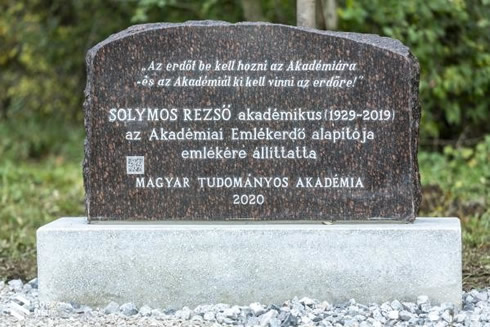 „Az erdőt be kell hozni az Akadémiára
-és az Akadémiát ki kell vinni az erdőre!"
SOLYMOS REZSŐ akadémikus (1929-2019)
az Akadémiai Emlékerdő alapítója
emlékére állíttatta
MAGYAR TUDOMÁNYOS AKADÉMIA
2020